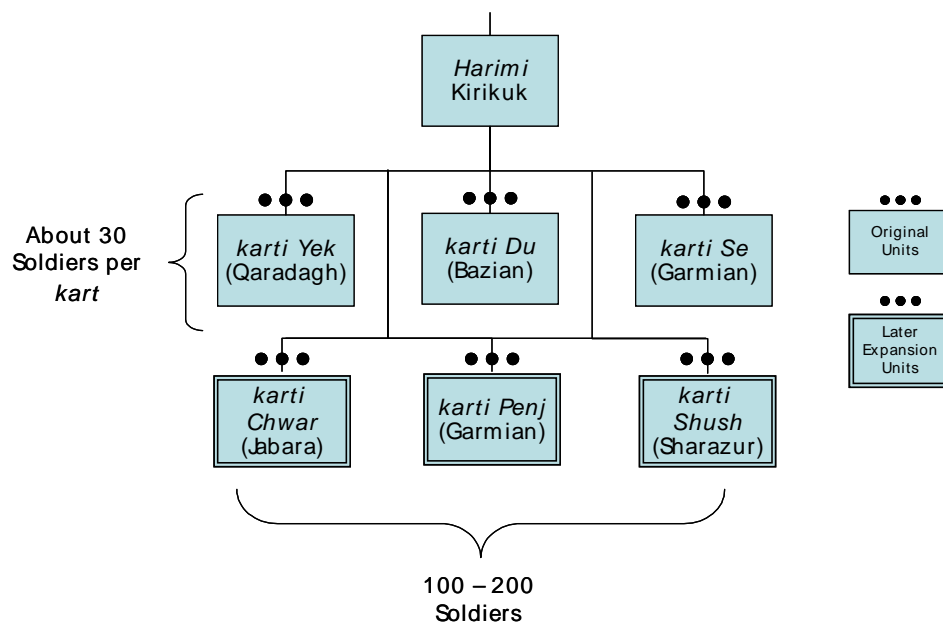 Harimi
Kirikuk
About 30
Soldiers per
kart
karti Yek
(Qaradagh)
karti Du
(Bazian)
karti Se
(Garmian)
Original
Units
karti
Chwar
(Jabara)
karti Penj
(Garmian)
karti
Shush
(Sharazur)
Later
Expansion
Units
100 – 200
Soldiers